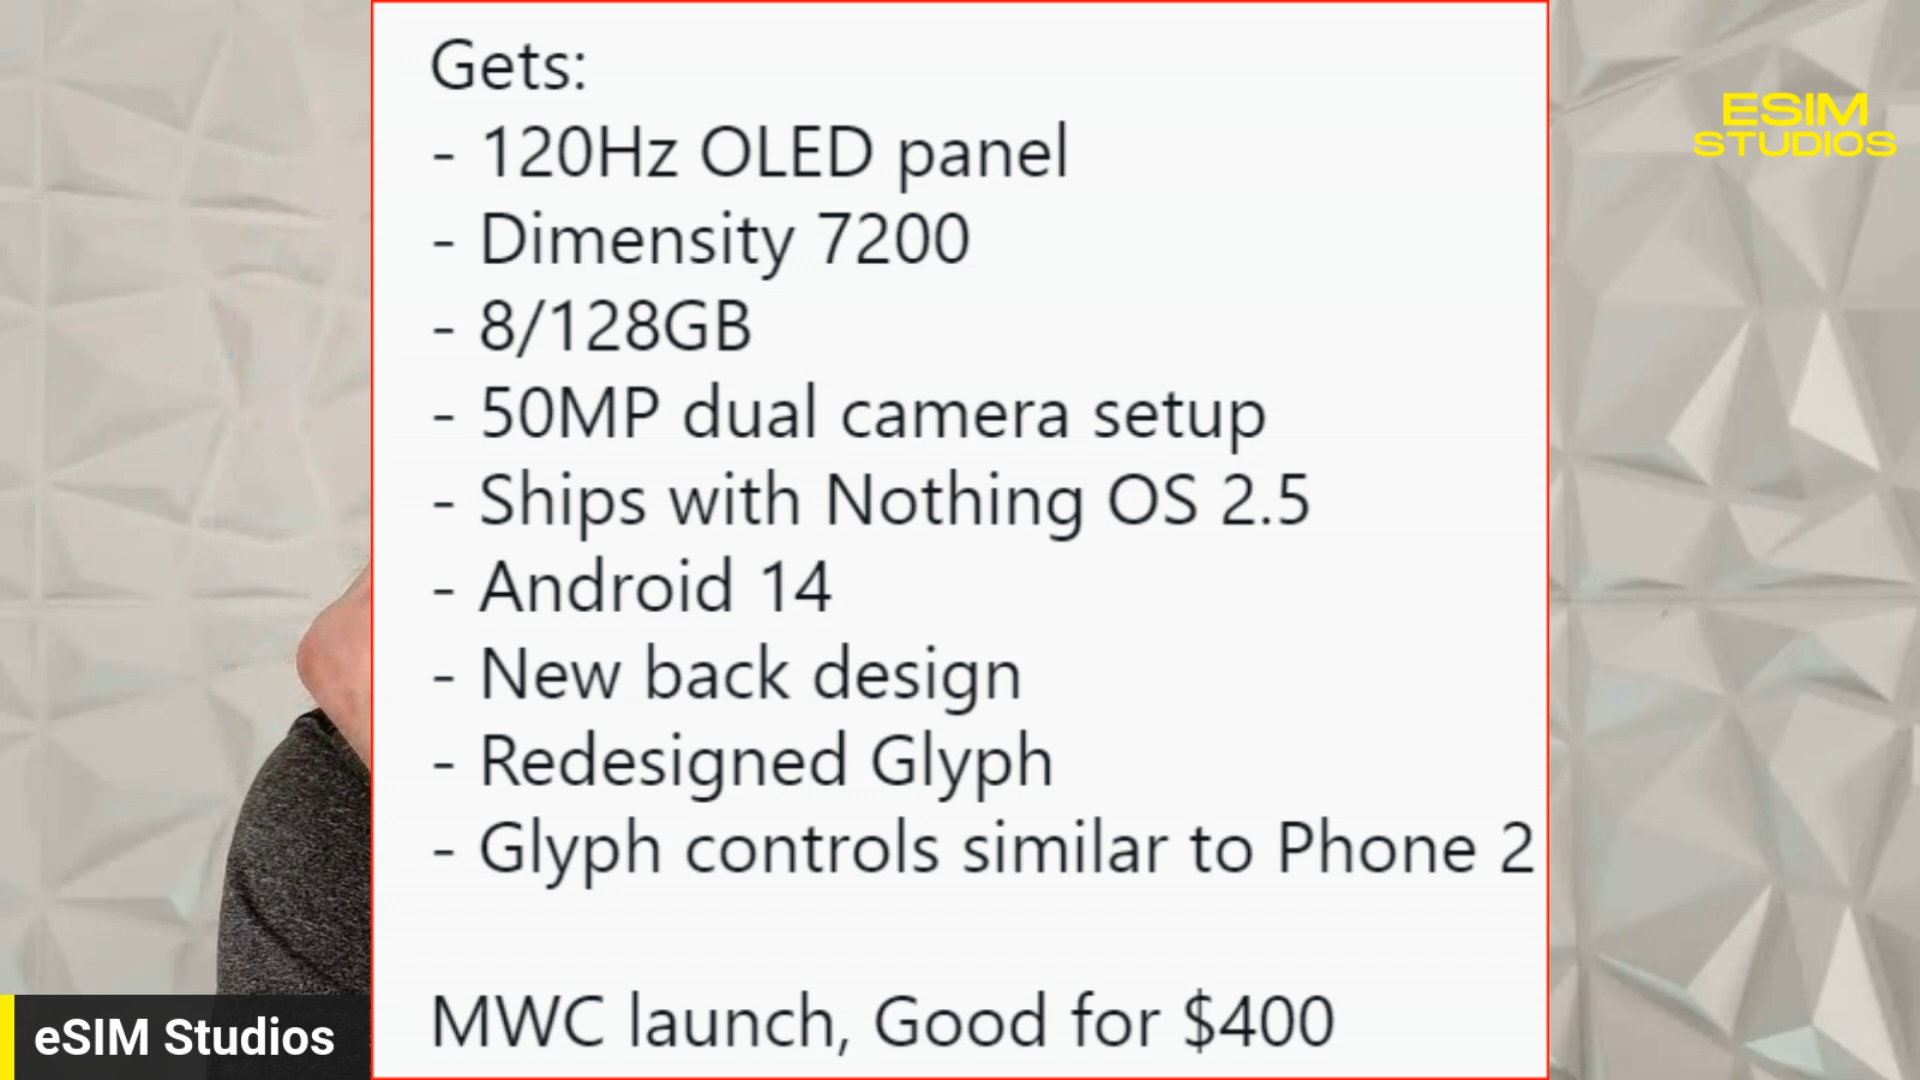 Gets:
- 120Hz OLED panel
- Dimensity 7200
- 8/128GB
- 50MP dual camera setup
- Ships with Nothing OS 2.5
- Android 14
- New back design
- Redesigned Glyph
- Glyph controls similar to Phone 2
MWC launch, Good for $400
ESIM
STUDIOS
eSIM Studios